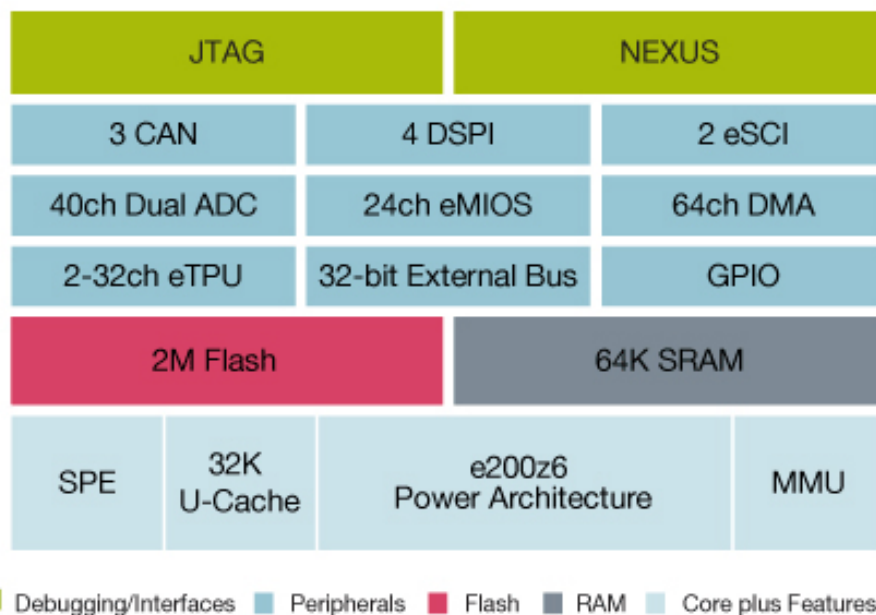 JTAG NEXUS
3 CAN 4 DSPI 2 eSCI
40ch Dual ADC 24ch eMIOS 64ch DMA
2-32ch eTPU 32-bit External Bus GPIO
2M Flash 64K SRAM
SPE
32K
U-Cache
e200z6
Power Architecture
MMU
Debugging/Interfaces Peripherals Flash RAM Core plus Features